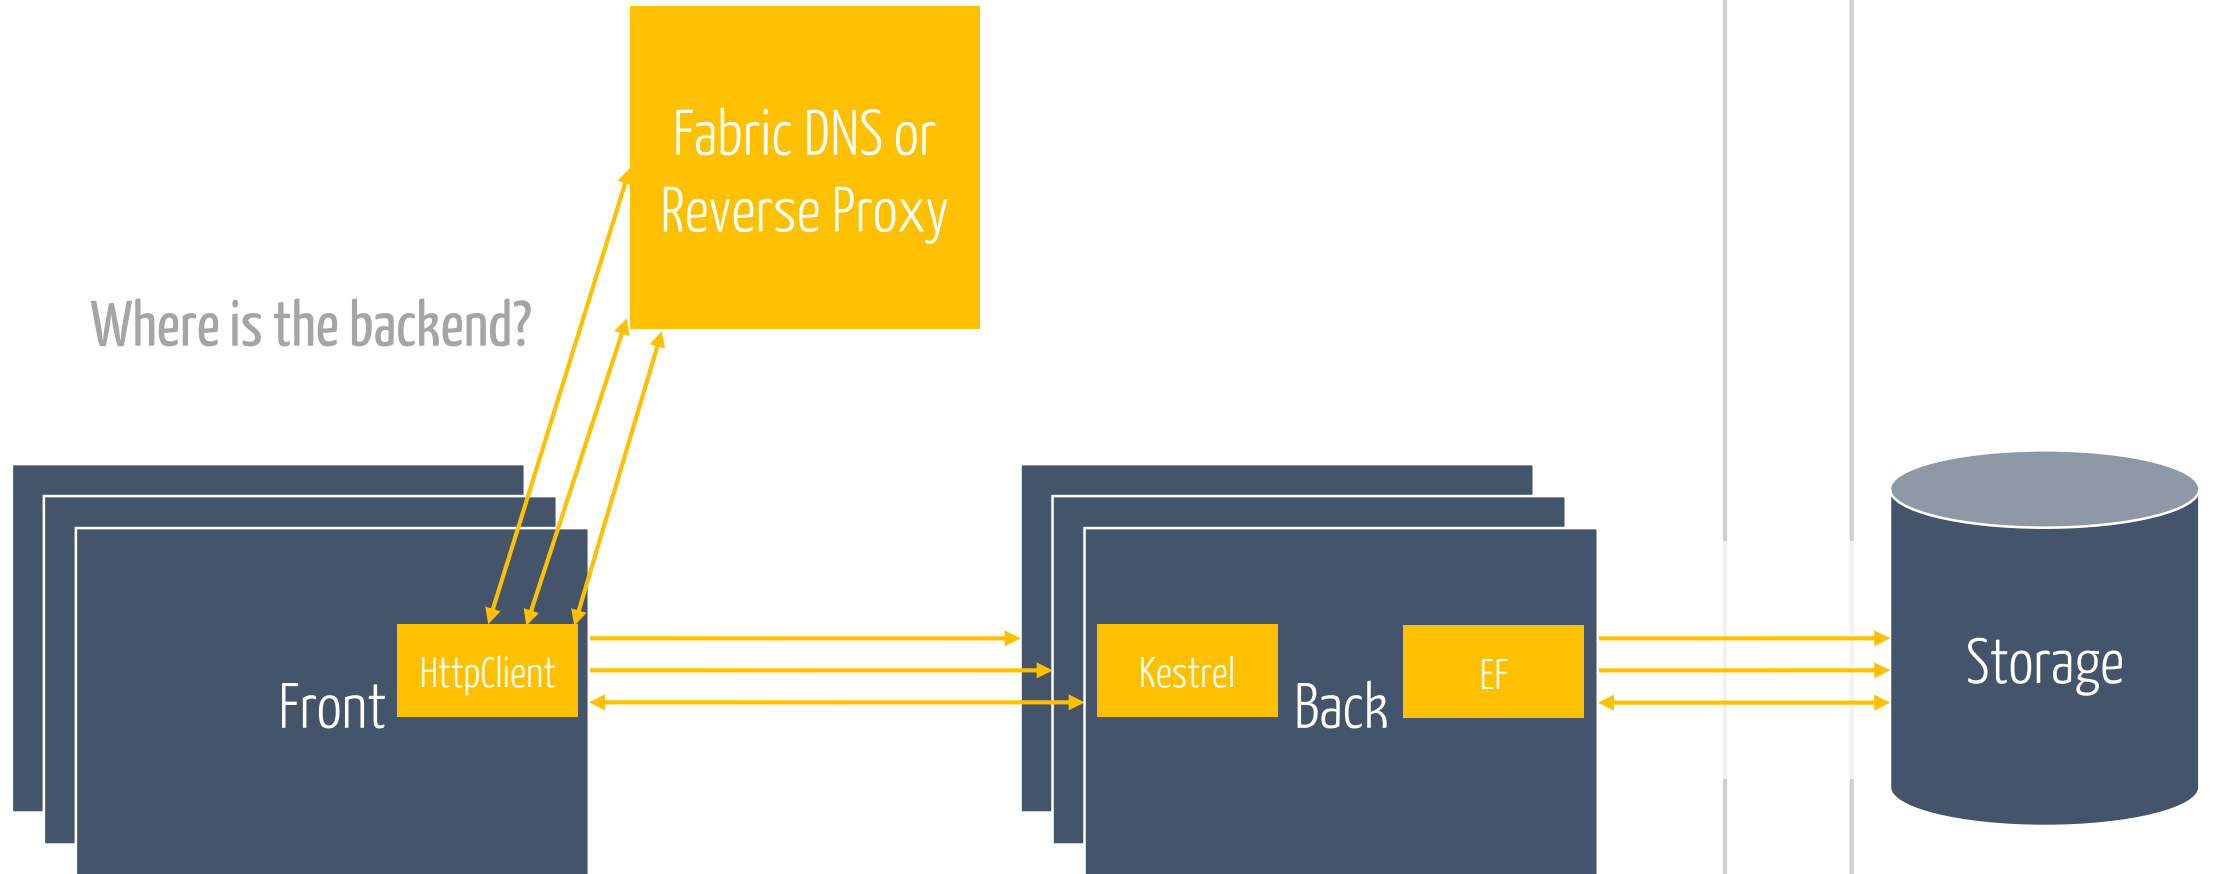 Fabric DNS or
Reverse Proxy
Where is the backend?
Front
HttpClient
Kestrel
Back
EF
Storage